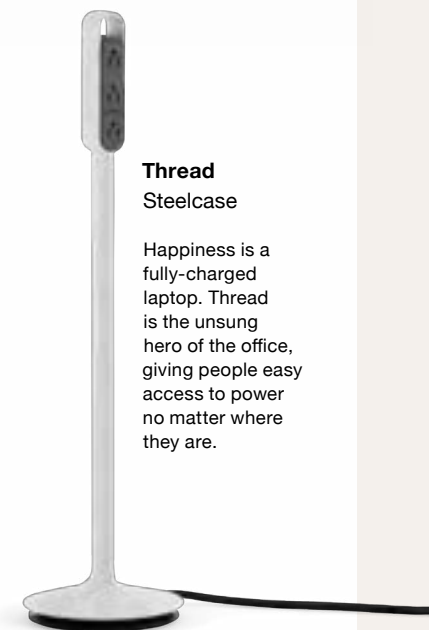 Thread
Steelcase
Happiness is a
fully-charged
laptop. Thread
is the unsung
hero of the office,
giving people easy
access to power
no matter where
they are.